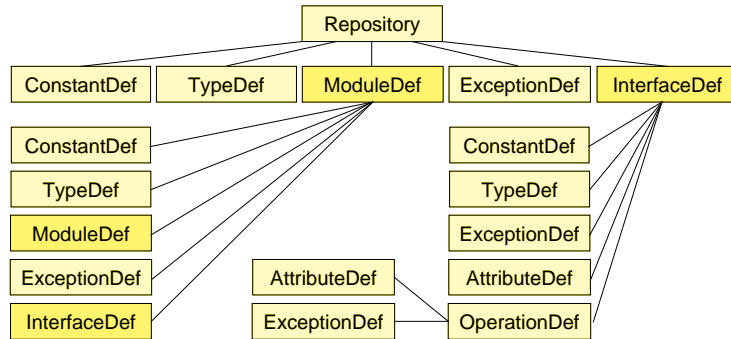 Repository
ConstantDef TypeDef ModuleDef ExceptionDef InterfaceDef
ConstantDef ConstantDef
TypeDef TypeDef
ModuleDef ExceptionDef
ExceptionDef AttributeDef AttributeDef
InterfaceDef ExceptionDef OperationDef